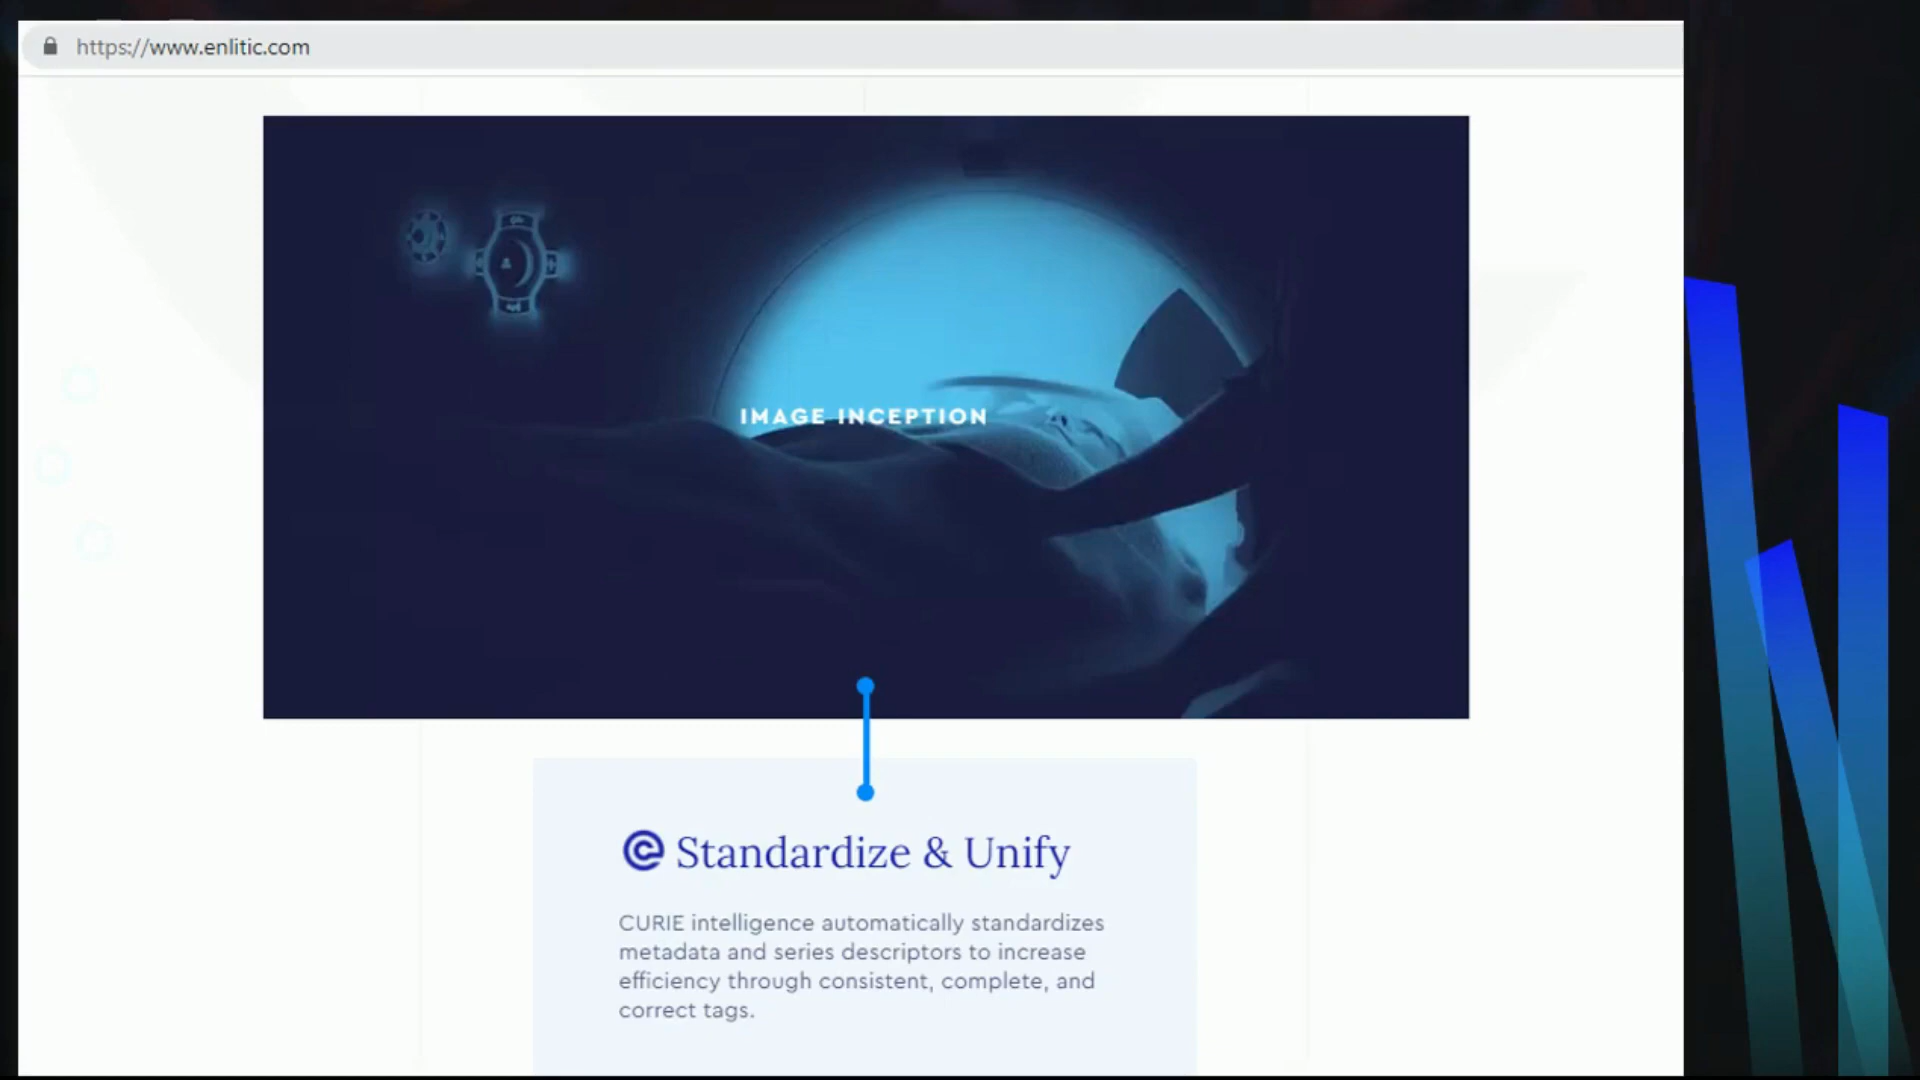 https://www.enlitic.com
IMAGE INCEPTION
Standardize & Unify
CURIE intelligence automatically standardizes
metadata and series descriptors to increase
efficiency through consistent, complete, and
correct tags.